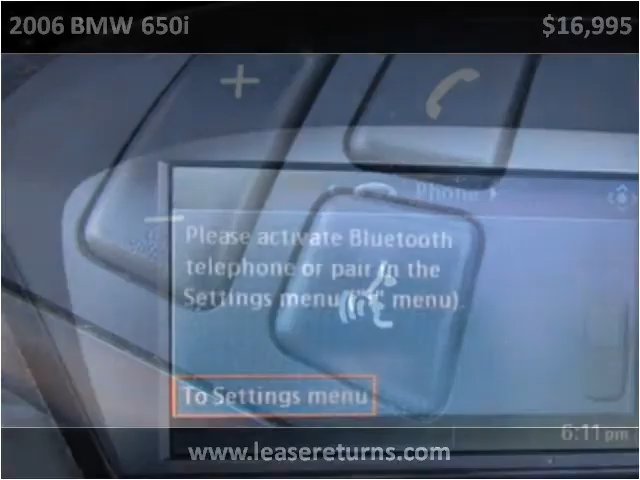 2006 BMW 650i
$16,995
+
Phone
Please activate Bluetooth
telephone or pair in the
Settings menu ("i" menu).
To Settings menu
6:11 pm
www.leasereturns.com